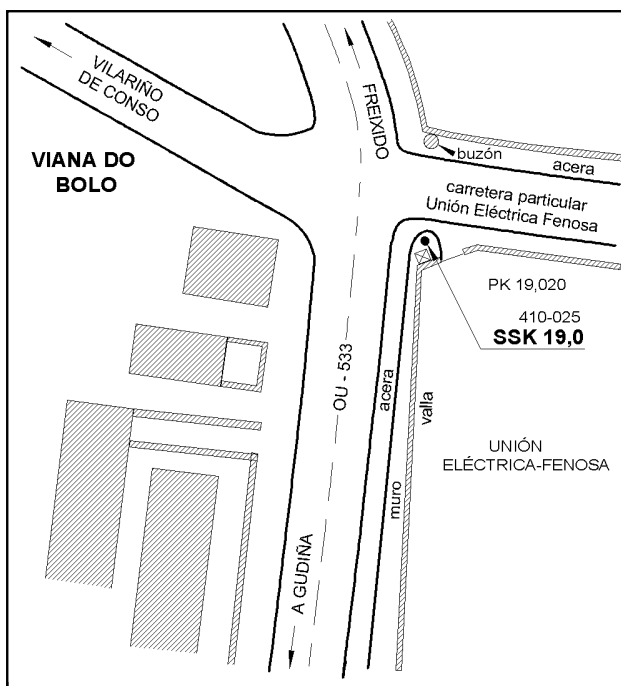 VILARIÑO
DE CONSO
FREIXIDO
VIANA DO
BOLO
buzón
acera
carretera particular
Unión Eléctrica Fenosa
PK 19,020
410-025
SSK 19,0
OU - 533
acera
valla
muro
UNIÓN
ELÉCTRICA-FENOSA
A GUDIÑA